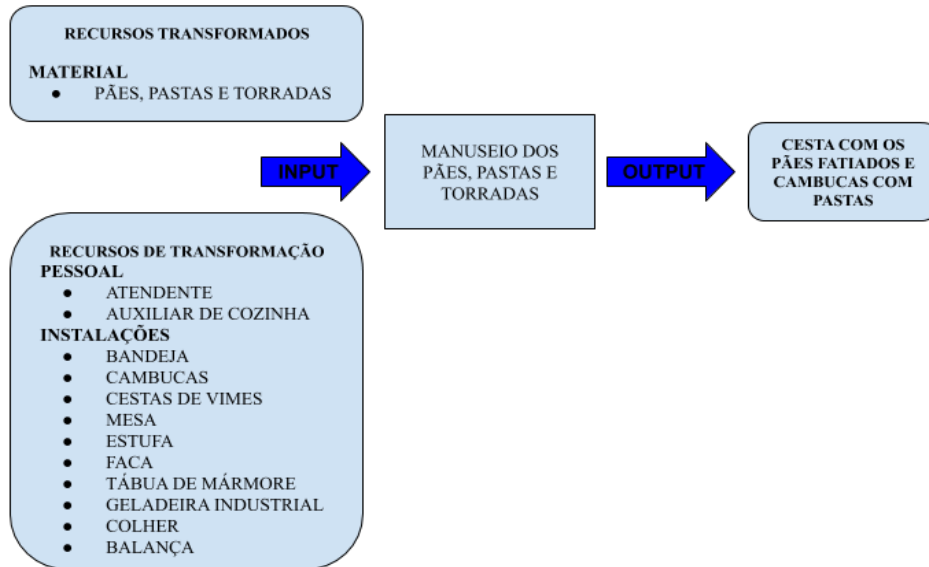 RECURSOS TRANSFORMADOS
MATERIAL
● PÃES, PASTAS E TORRADAS
INPUT
MANUSEIO DOS
PÃES, PASTAS E
TORRADAS
OUTPUT
CESTA COM OS
PÃES FATIADOS E
CAMBUCAS COM
PASTAS
RECURSOS DE TRANSFORMAÇÃO
PESSOAL
● ATENDENTE
● AUXILIAR DE COZINHA
INSTALAÇÕES
● BANDEJA
● CAMBUCAS
● CESTAS DE VIMES
● MESA
● ESTUFA
● FACA
● TÁBUA DE MÁRMORE
● GELADEIRA INDUSTRIAL
● COLHER
● BALANÇA